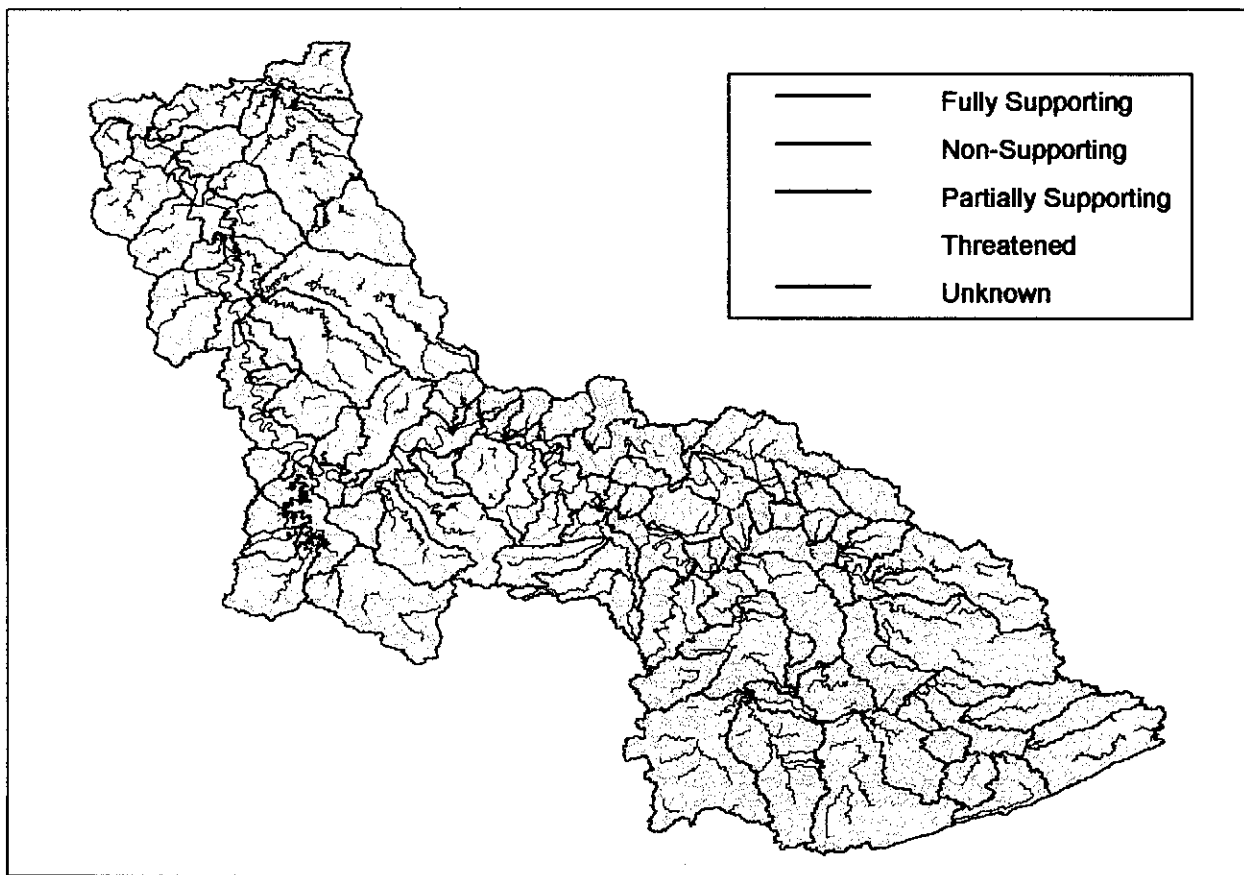 Fully Supporting
Non-Supporting
Partially Supporting
Threatened
Unknown